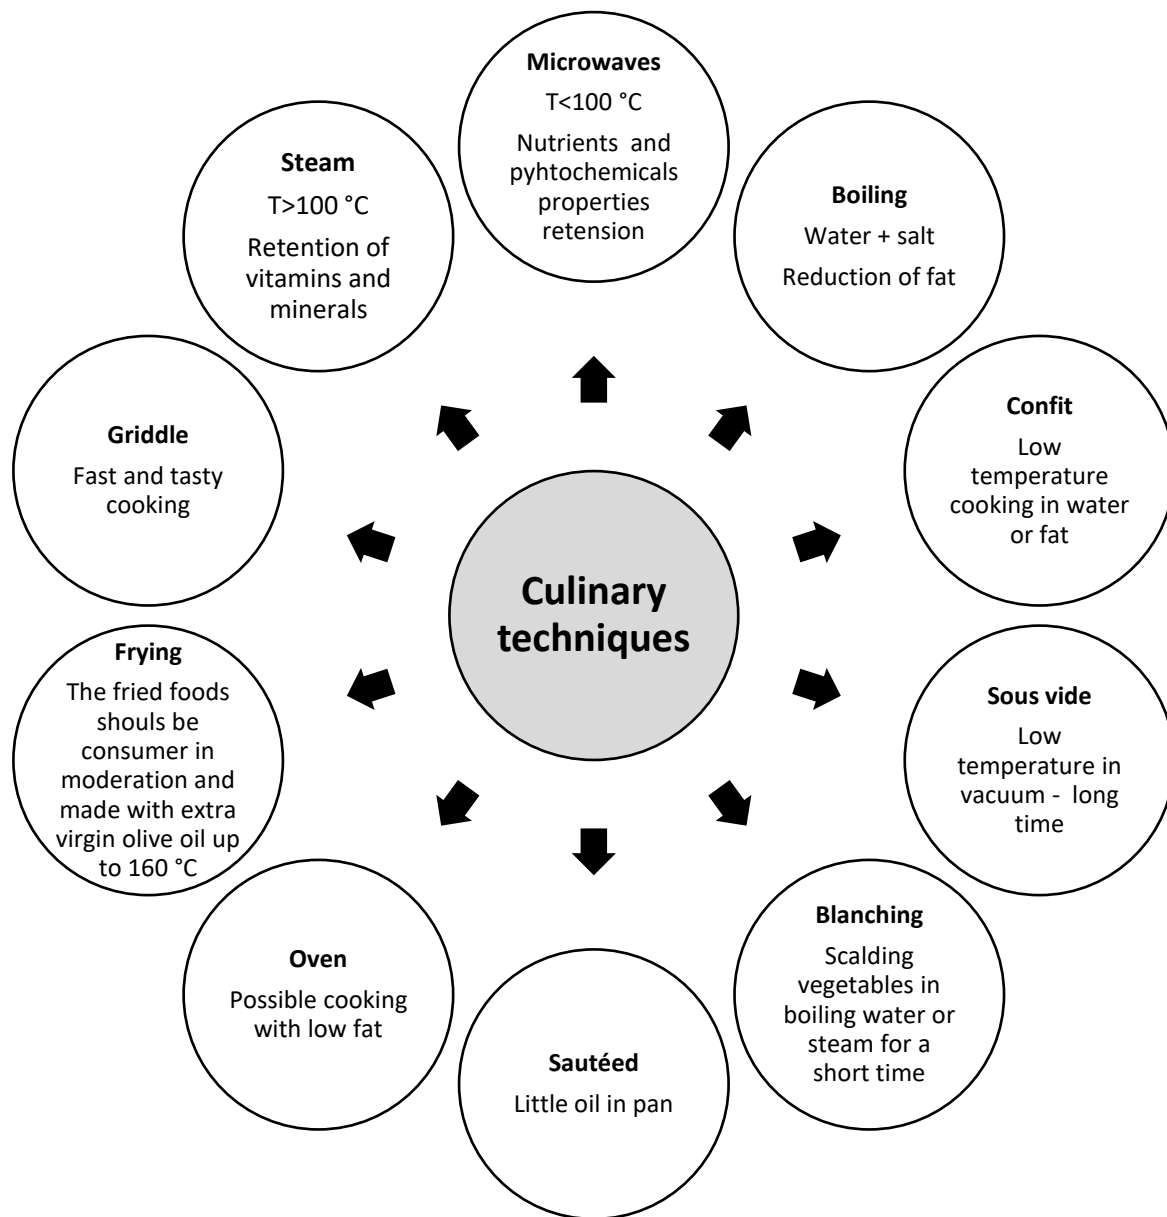 Microwaves
T<100 °C
Nutrients and
pyhtochemicals
properties
retension
Boiling
Water + salt
Reduction of fat
Confit
Low
temperature
cooking in water
or fat
Sous vide
Low
temperature in
vacuum - long
time
Blanching
Scalding
vegetables in
boiling water or
steam for a
short time
Sautéed
Little oil in pan
Oven
Possible cooking
with low fat
Frying
The fried foods
shouls be
consumer in
moderation and
made with extra
virgin olive oil up
to 160 °C
Griddle
Fast and tasty
cooking
Steam
T>100 °C
Retention of
vitamins and
minerals
Culinary
techniques